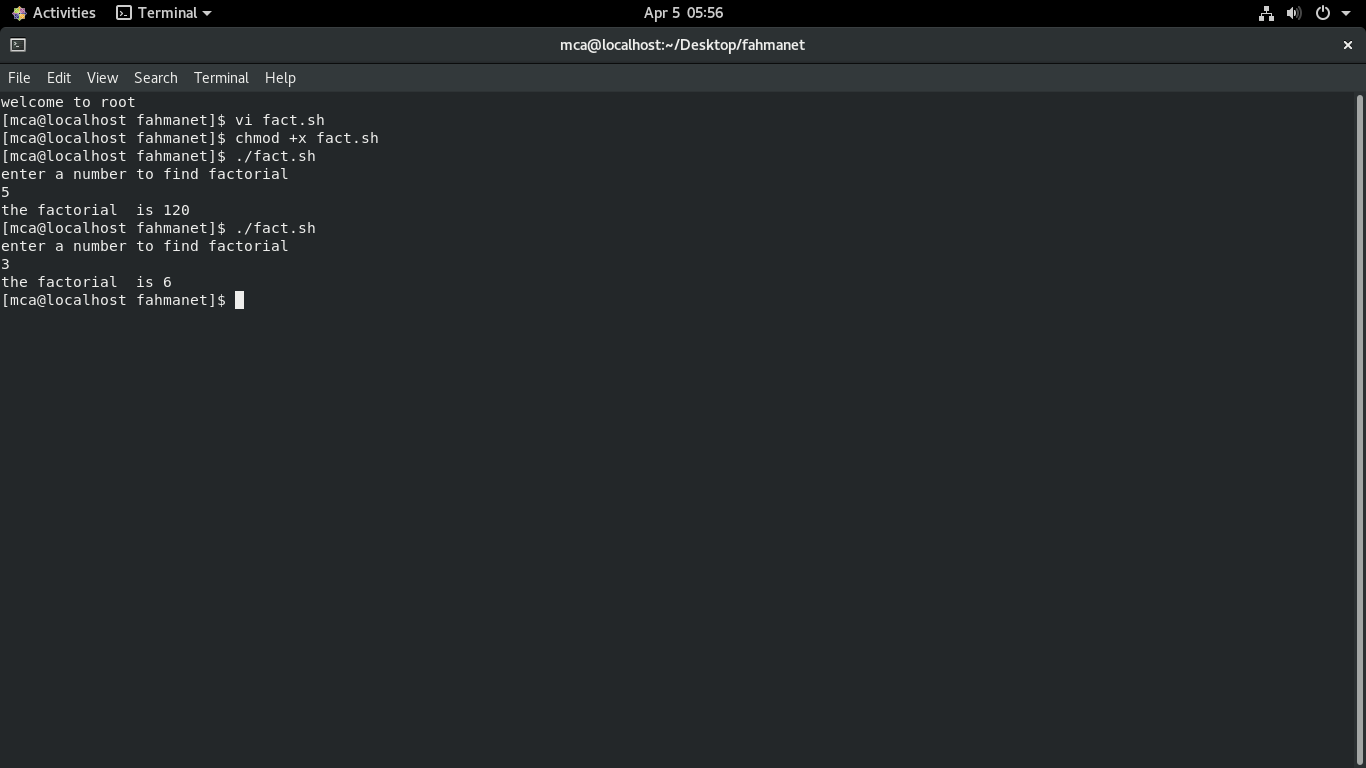 Activities Terminal Apr 5 05:56
mca@localhost:~/Desktop/fahmanet
File Edit View Search Terminal Help
welcome to root
[mca@localhost fahmanet]$ vi fact.sh
[mca@localhost fahmanet]$ chmod +x fact.sh
[mca@localhost fahmanet]$ ./fact.sh
enter a number to find factorial
5
the factorial  is 120
[mca@localhost fahmanet]$ ./fact.sh
enter a number to find factorial
3
the factorial  is 6
[mca@localhost fahmanet]$